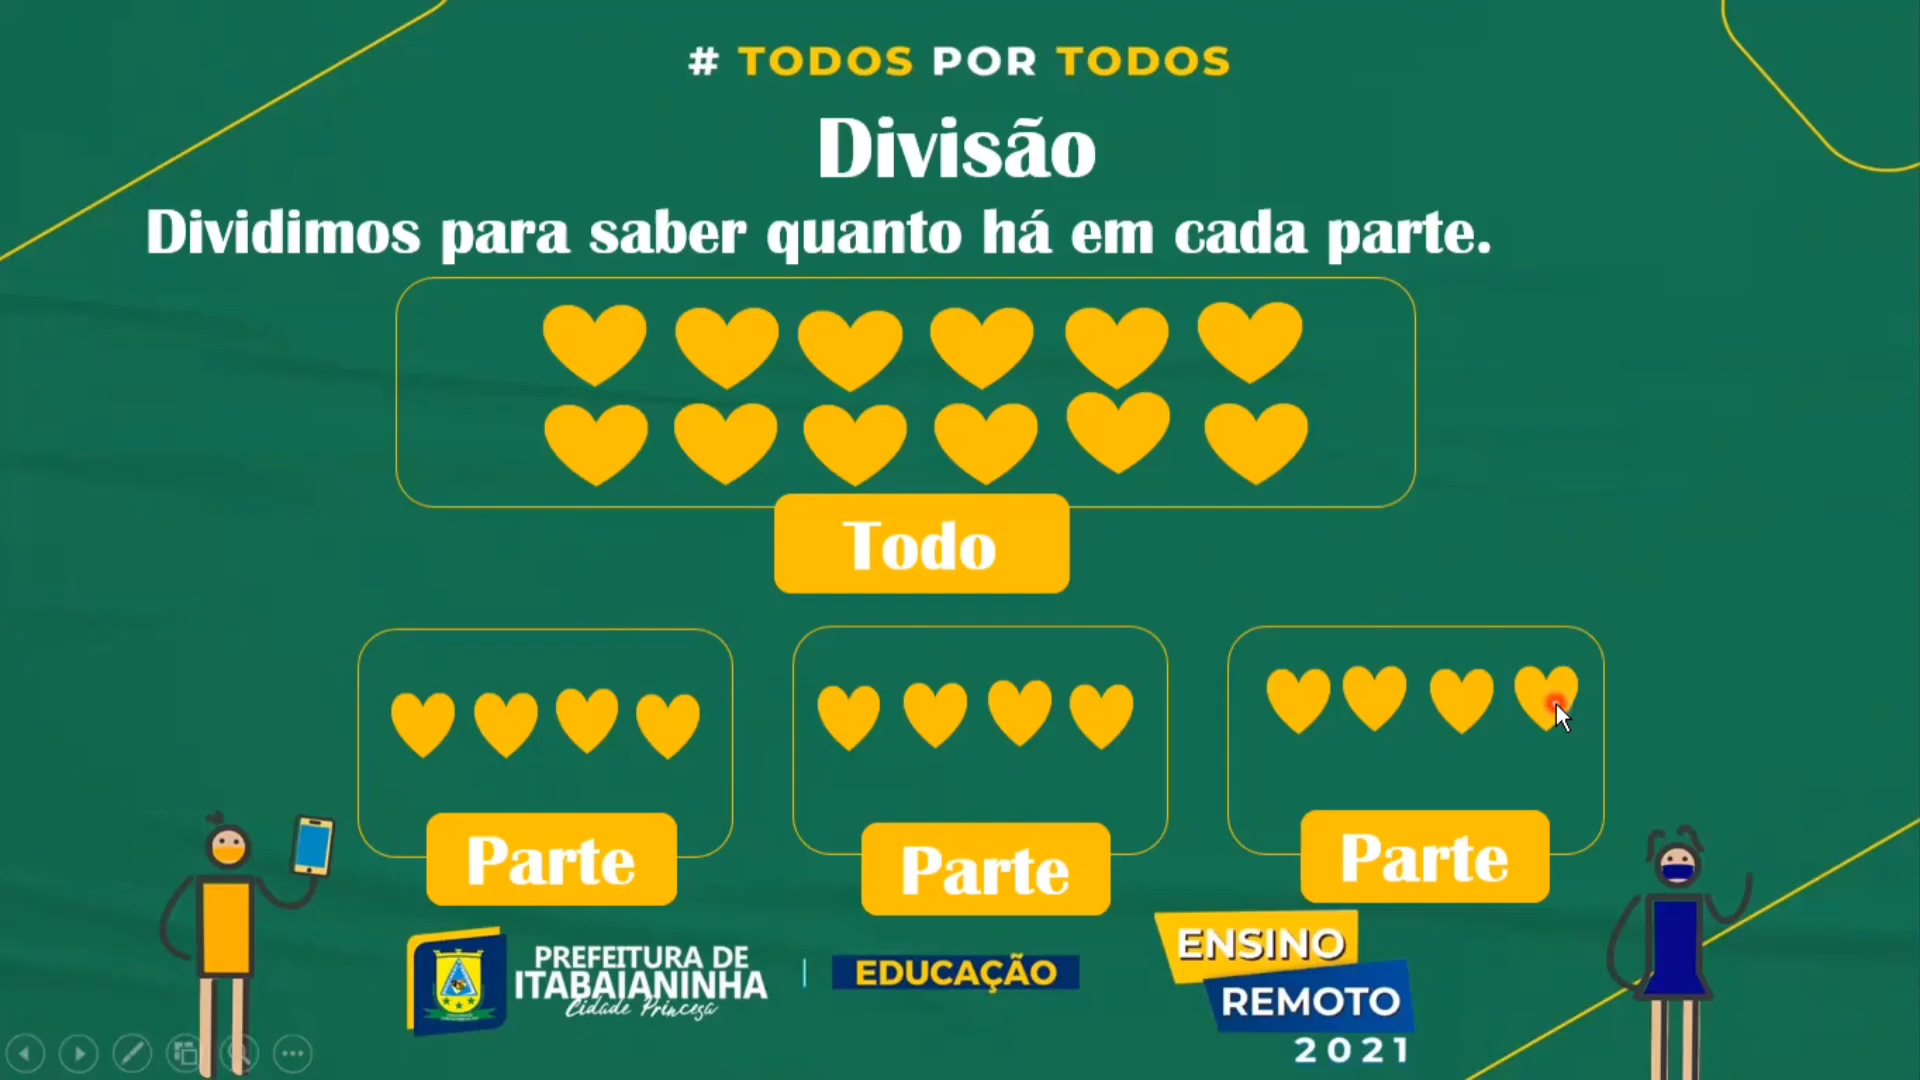 # TODOS POR TODOS
Divisão
Dividimos para saber quanto há em cada parte.
Todo
Parte
Parte
Parte
PREFEITURA DE
ITABAIANINHA
Cidade Princesa
EDUCAÇÃO
ENSINO
REMOTO
2021